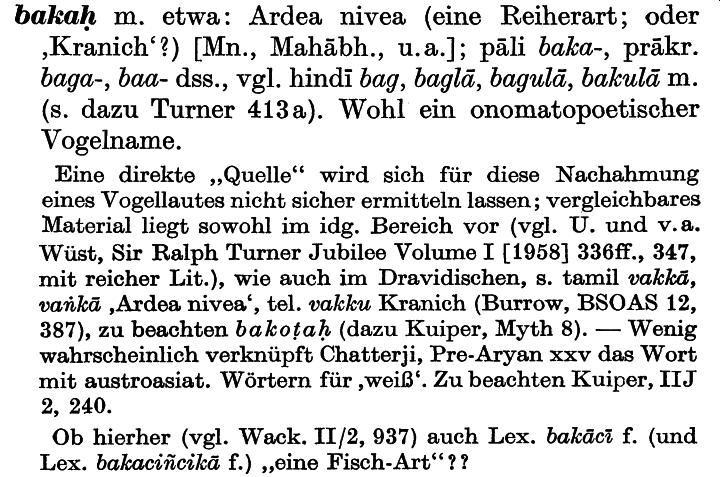 bakaḥ m. etwa: Ardea nivea (eine Reiherart; oder
‚Kranich‘?) [Mn., Mahābh., u.a.]; pāli baka-, prākr.
baga-, baa- dss., vgl. hindī bag, baglā, bagulā, bakulā m.
(s. dazu Turner 413a). Wohl ein onomatopoetischer
Vogelname.
Eine direkte „Quelle“ wird sich für diese Nachahmung
eines Vogellautes nicht sicher ermitteln lassen; vergleichbares
Material liegt sowohl im idg. Bereich vor (vgl. U. und v.a.
Wüst, Sir Ralph Turner Jubilee Volume I [1958] 336ff., 347,
mit reicher Lit.), wie auch im Dravidischen, s. tamil vakkā,
vaṅkā ‚Ardea nivea‘, tel. vakku Kranich (Burrow, BSOAS 12,
387), zu beachten bakoṭaḥ (dazu Kuiper, Myth 8). — Wenig
wahrscheinlich verknüpft Chatterji, Pre-Aryan xxv das Wort
mit austroasiat. Wörtern für ‚weiß‘. Zu beachten Kuiper, IIJ
2, 240.
Ob hierher (vgl. Wack. II/2, 937) auch Lex. bakācī f. (und
Lex. bakaciñcikā f.) „eine Fisch-Art“??